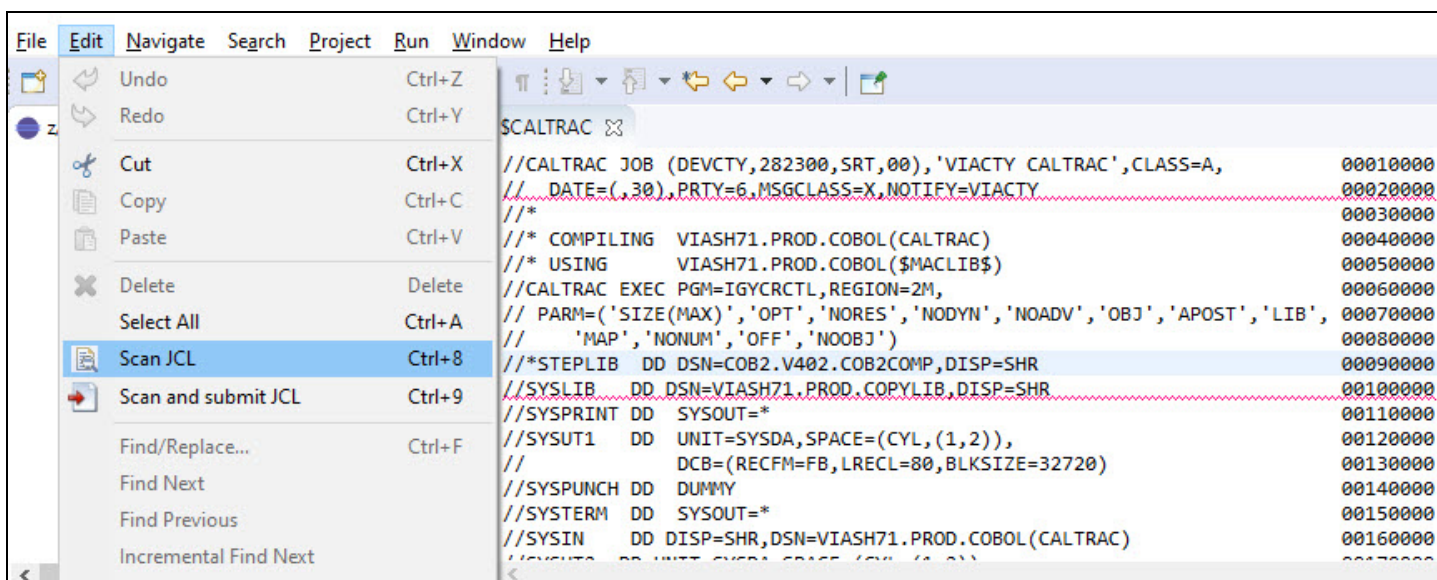 File Edit Navigate Search Project Run Window Help
Undo Ctrl+Z
Redo Ctrl+Y
Cut Ctrl+X
Copy Ctrl+C
Paste Ctrl+V
Delete Delete
Select All Ctrl+A
Scan JCL Ctrl+8
Scan and submit JCL Ctrl+9
Find/Replace... Ctrl+F
Find Next
Find Previous
Incremental Find Next
$CALTRAC
//CALTRAC JOB (DEVCTY,282300,SRT,00),'VIACTY CALTRAC',CLASS=A, 00010000
//  DATE=(,30),PRTY=6,MSGCLASS=X,NOTIFY=VIACTY 00020000
//* 00030000
//* COMPILING  VIASH71.PROD.COBOL(CALTRAC) 00040000
//* USING      VIASH71.PROD.COBOL($MACLIB$) 00050000
//CALTRAC EXEC PGM=IGYCRCTL,REGION=2M, 00060000
// PARM=('SIZE(MAX)','OPT','NORES','NODYN','NOADV','OBJ','APOST','LIB', 00070000
//     'MAP','NONUM','OFF','NOOBJ') 00080000
//*STEPLIB  DD DSN=COB2.V402.COB2COMP,DISP=SHR 00090000
//SYSLIB   DD DSN=VIASH71.PROD.COPYLIB,DISP=SHR 00100000
//SYSPRINT DD  SYSOUT=* 00110000
//SYSUT1   DD  UNIT=SYSDA,SPACE=(CYL,(1,2)), 00120000
//             DCB=(RECFM=FB,LRECL=80,BLKSIZE=32720) 00130000
//SYSPUNCH DD  DUMMY 00140000
//SYSTERM  DD  SYSOUT=* 00150000
//SYSIN    DD DISP=SHR,DSN=VIASH71.PROD.COBOL(CALTRAC) 00160000